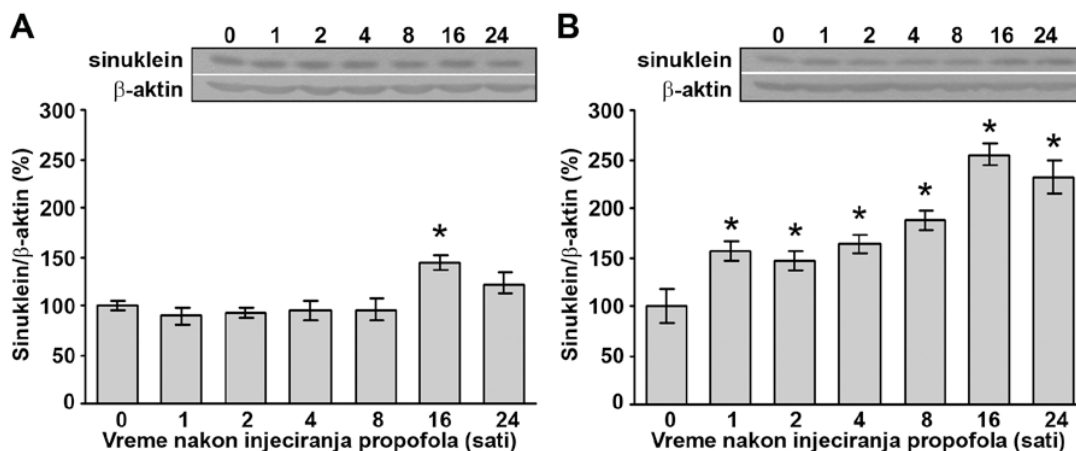 A
0 1 2 4 8 16 24
sinuklein
β-aktin
Sinuklein/β-aktin (%)
300
250
200
150
100
50
0
*
0 1 2 4 8 16 24
Vreme nakon injeciranja propofola (sati)
B
0 1 2 4 8 16 24
sinuklein
β-aktin
Sinuklein/β-aktin (%)
300
250
200
150
100
50
0
* * * * * *
0 1 2 4 8 16 24
Vreme nakon injeciranja propofola (sati)